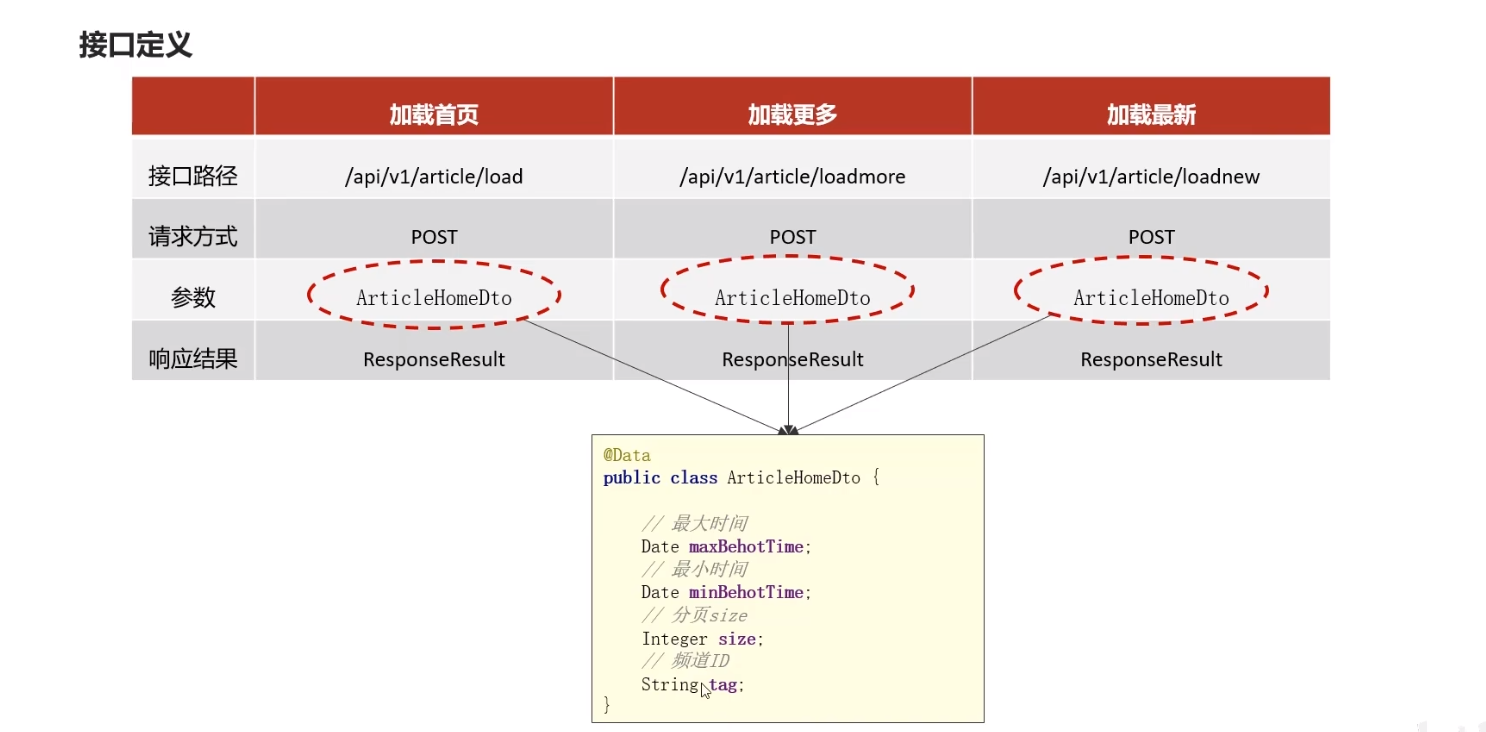 接口定义
加载首页 加载更多 加载最新
接口路径 /api/v1/article/load /api/v1/article/loadmore /api/v1/article/loadnew
请求方式 POST POST POST
参数 ArticleHomeDto ArticleHomeDto ArticleHomeDto
响应结果 ResponseResult ResponseResult ResponseResult
@Data
public class ArticleHomeDto {
// 最大时间
Date maxBehotTime;
// 最小时间
Date minBehotTime;
// 分页size
Integer size;
// 频道ID
String tag;
}